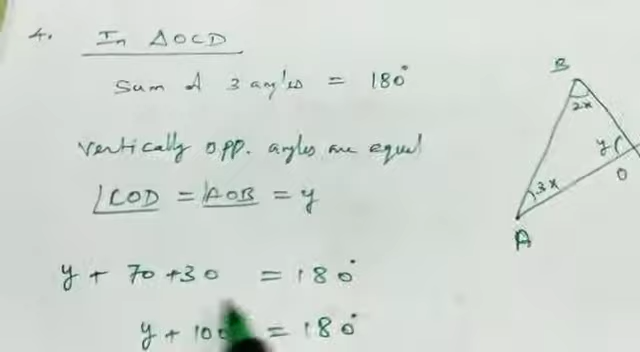 4. In △OCD
Sum of 3 angles = 180°
Vertically opp. angles are equal
∠COD = ∠AOB = y
y + 70 + 30 = 180°
y + 100 = 180°
B
2x
y
O
3x
A